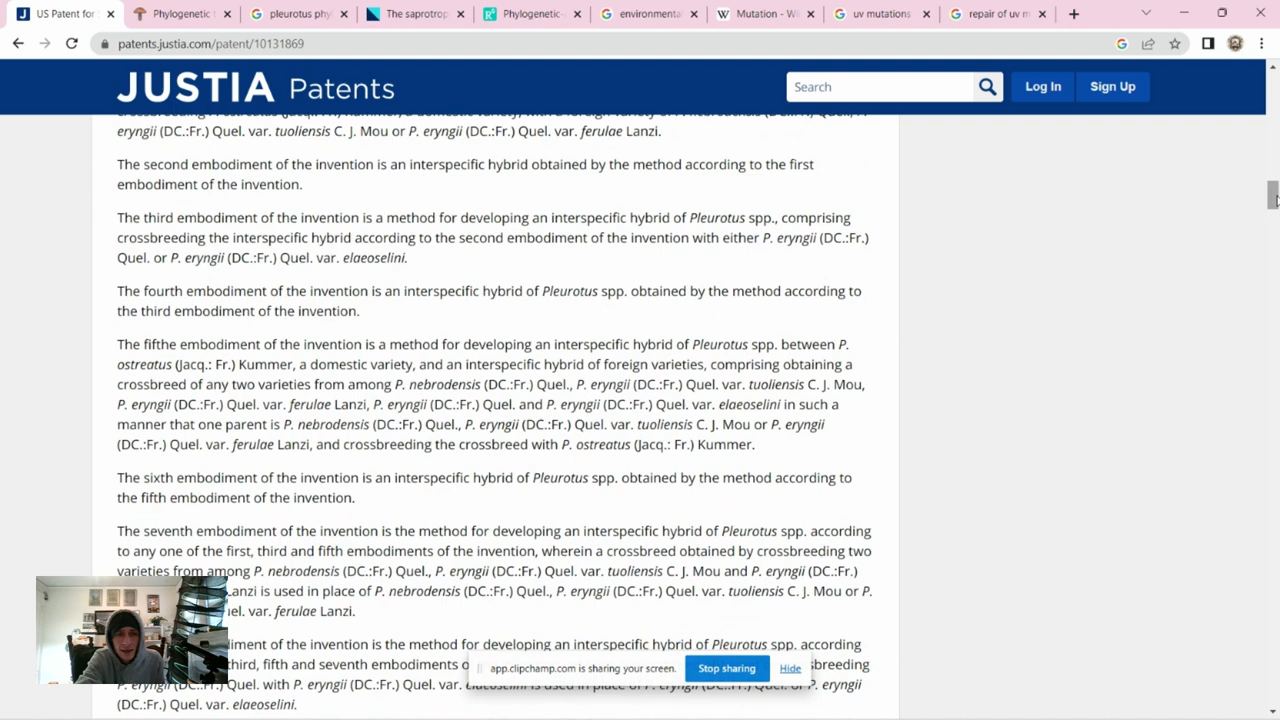 US Patent for S
Phylogenetic t
pleurotus phy
The saprotrop
Phylogenetic-
environmental
Mutation - Wi
uv mutations
repair of uv m
patents.justia.com/patent/10131869
JUSTIA Patents
Search
Log In
Sign Up
eryngii (DC.:Fr.) Quel. var. tuoliensis C. J. Mou or P. eryngii (DC.:Fr.) Quel. var. ferulae Lanzi.
The second embodiment of the invention is an interspecific hybrid obtained by the method according to the first
embodiment of the invention.
The third embodiment of the invention is a method for developing an interspecific hybrid of Pleurotus spp., comprising
crossbreeding the interspecific hybrid according to the second embodiment of the invention with either P. eryngii (DC.:Fr.)
Quel. or P. eryngii (DC.:Fr.) Quel. var. elaeoselini.
The fourth embodiment of the invention is an interspecific hybrid of Pleurotus spp. obtained by the method according to
the third embodiment of the invention.
The fifthe embodiment of the invention is a method for developing an interspecific hybrid of Pleurotus spp. between P.
ostreatus (Jacq.: Fr.) Kummer, a domestic variety, and an interspecific hybrid of foreign varieties, comprising obtaining a
crossbreed of any two varieties from among P. nebrodensis (DC.:Fr.) Quel., P. eryngii (DC.:Fr.) Quel. var. tuoliensis C. J. Mou,
P. eryngii (DC.:Fr.) Quel. var. ferulae Lanzi, P. eryngii (DC.:Fr.) Quel. and P. eryngii (DC.:Fr.) Quel. var. elaeoselini in such a
manner that one parent is P. nebrodensis (DC.:Fr.) Quel., P. eryngii (DC.:Fr.) Quel. var. tuoliensis C. J. Mou or P. eryngii
(DC.:Fr.) Quel. var. ferulae Lanzi, and crossbreeding the crossbreed with P. ostreatus (Jacq.: Fr.) Kummer.
The sixth embodiment of the invention is an interspecific hybrid of Pleurotus spp. obtained by the method according to
the fifth embodiment of the invention.
The seventh embodiment of the invention is the method for developing an interspecific hybrid of Pleurotus spp. according
to any one of the first, third and fifth embodiments of the invention, wherein a crossbreed obtained by crossbreeding two
varieties from among P. nebrodensis (DC.:Fr.) Quel., P. eryngii (DC.:Fr.) Quel. var. tuoliensis C. J. Mou and P. eryngii (DC.:Fr.)
Lanzi is used in place of P. nebrodensis (DC.:Fr.) Quel., P. eryngii (DC.:Fr.) Quel. var. tuoliensis C. J. Mou or P.
uel. var. ferulae Lanzi.
diment of the invention is the method for developing an interspecific hybrid of Pleurotus spp. according
third, fifth and seventh embodiments o
breeding
P. eryngii (DC.:Fr.) Quel. with P. eryngii (DC.:Fr.) Quel. var. elaeoselini is used in place of P. eryngii (DC.:Fr.) Quel. or P. eryngii
(DC.:Fr.) Quel. var. elaeoselini.
app.clipchamp.com is sharing your screen.
Stop sharing
Hide